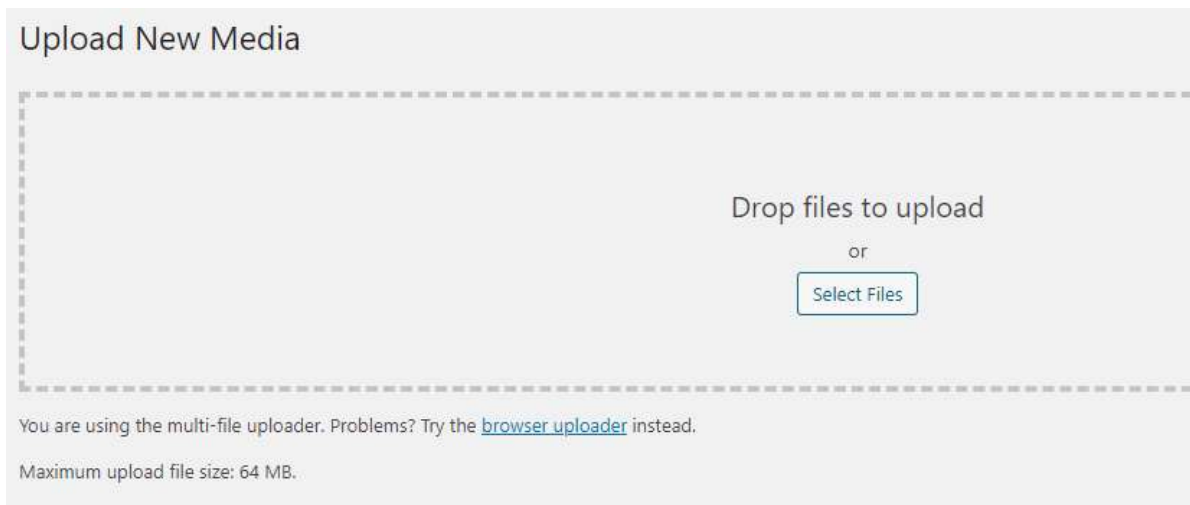 Upload New Media
Drop files to upload
or
Select Files
You are using the multi-file uploader. Problems? Try the browser uploader instead.
Maximum upload file size: 64 MB.